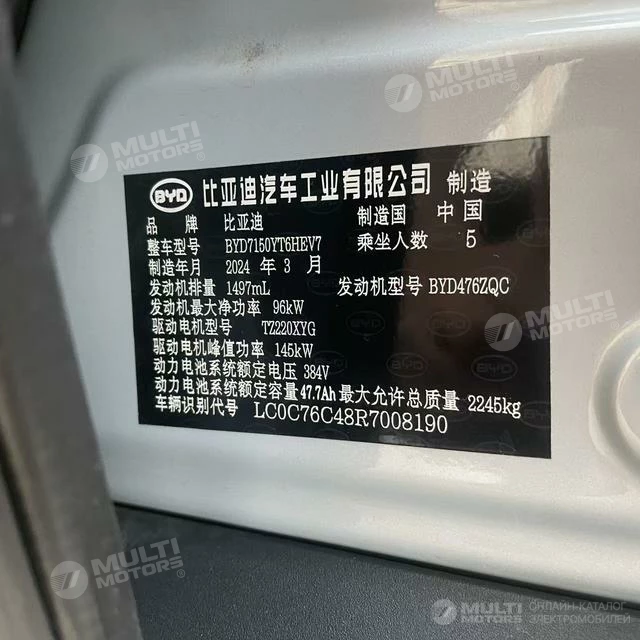 MULTI
MOTORS®
MULTI
MOTORS®
BYD 比亚迪汽车工业有限公司 制造
品 牌 比亚迪 制造国 中 国
整车型号 BYD7150YT6HEV7 乘坐人数 5
制造年月 2024 年 3 月
发动机排量 1497mL 发动机型号 BYD476ZQC
发动机最大净功率 96kW
驱动电机型号 TZ220XYG
驱动电机峰值功率 145kW
动力电池系统额定电压 384V
动力电池系统额定容量 47.7Ah 最大允许总质量 2245kg
车辆识别代号 LC0C76C48R7008190
MULTI
MOTORS®
MULTI
MOTORS®
ОНЛАЙН-КАТАЛОГ
ЭЛЕКТРОМОБИЛЕЙ